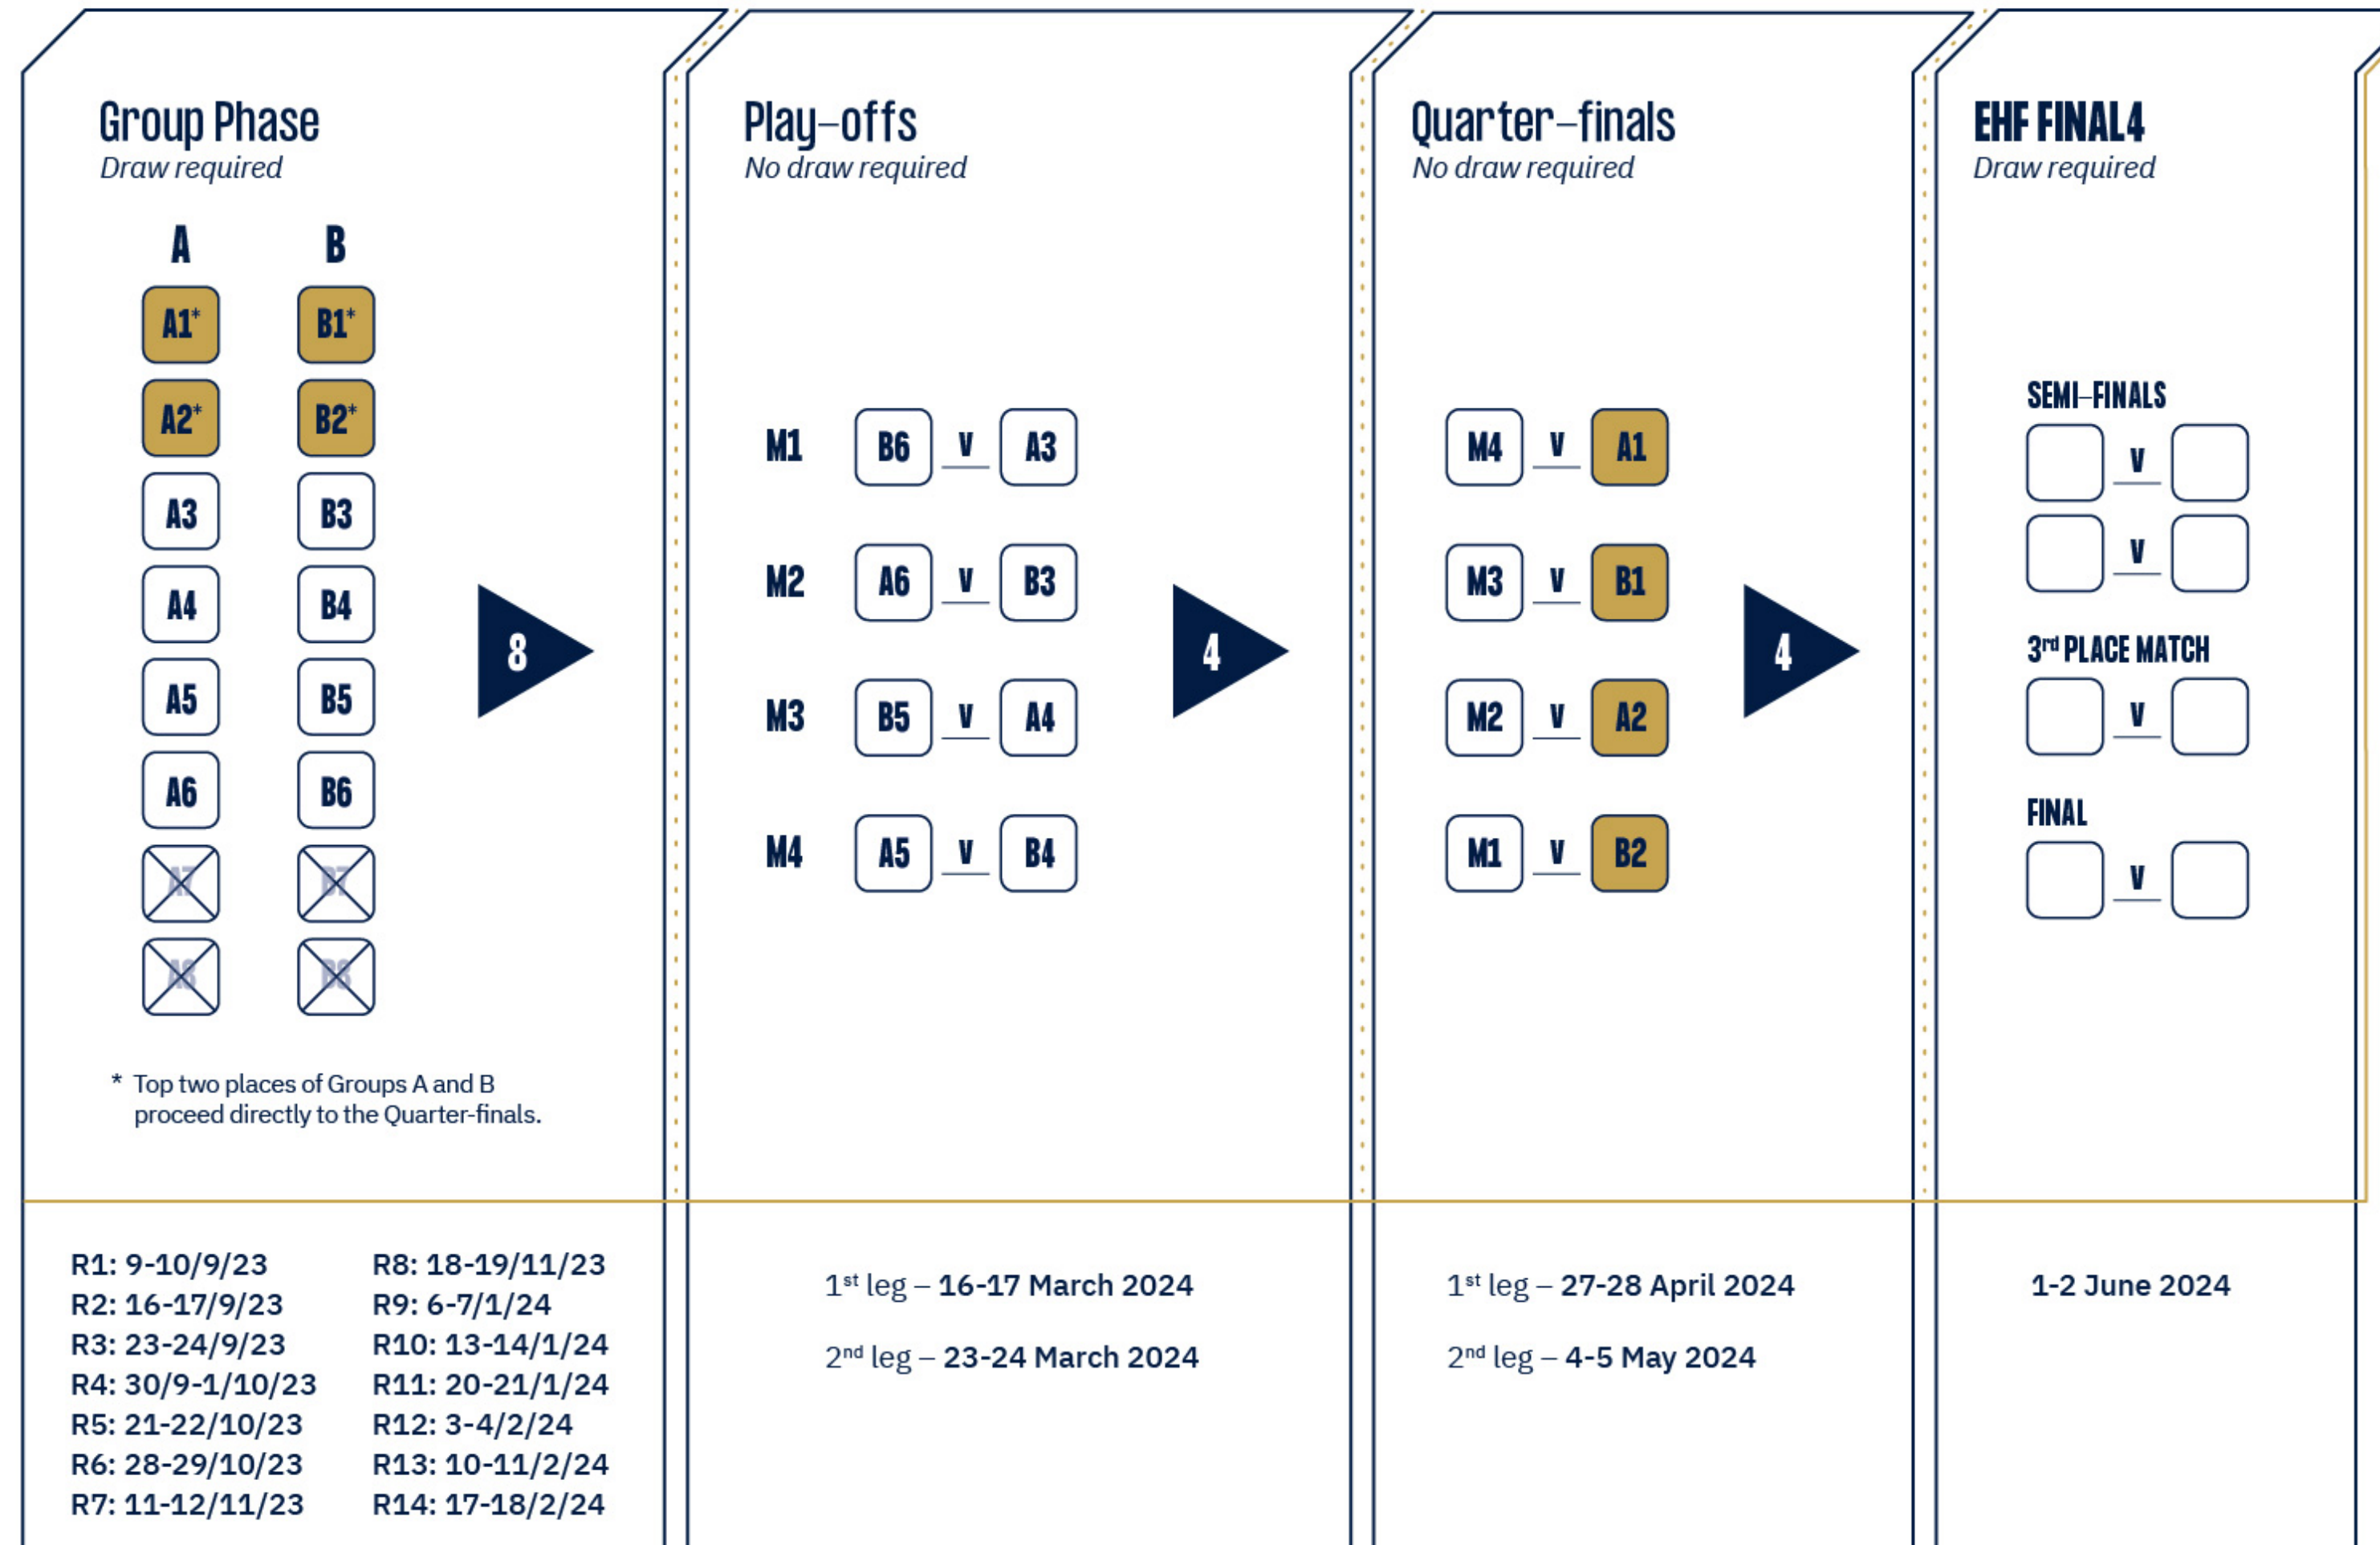 Group Phase
Draw required
A B
A1* B1*
A2* B2*
A3 B3
A4 B4
A5 B5
A6 B6
A7 B7
A8 B8
8
* Top two places of Groups A and B
proceed directly to the Quarter-finals.
R1: 9-10/9/23
R2: 16-17/9/23
R3: 23-24/9/23
R4: 30/9-1/10/23
R5: 21-22/10/23
R6: 28-29/10/23
R7: 11-12/11/23
R8: 18-19/11/23
R9: 6-7/1/24
R10: 13-14/1/24
R11: 20-21/1/24
R12: 3-4/2/24
R13: 10-11/2/24
R14: 17-18/2/24
Play-offs
No draw required
M1 B6 V A3
M2 A6 V B3
M3 B5 V A4
M4 A5 V B4
4
1st leg – 16-17 March 2024
2nd leg – 23-24 March 2024
Quarter-finals
No draw required
M4 V A1
M3 V B1
M2 V A2
M1 V B2
4
1st leg – 27-28 April 2024
2nd leg – 4-5 May 2024
EHF FINAL4
Draw required
SEMI-FINALS
V
V
3rd PLACE MATCH
V
FINAL
V
1-2 June 2024